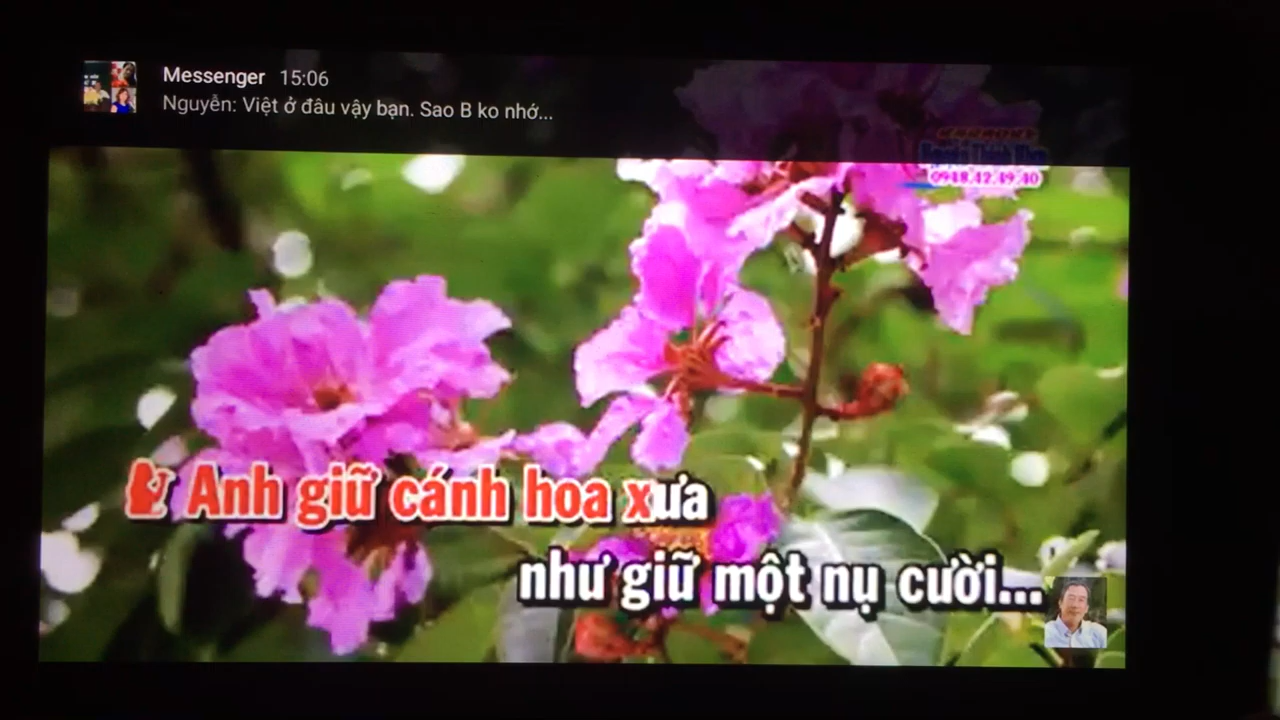 Messenger 15:06
Nguyễn: Việt ở đâu vậy bạn. Sao B ko nhớ...
KARAOKE
0948.42.49.40
Anh giữ cánh hoa xưa
như giữ một nụ cười...